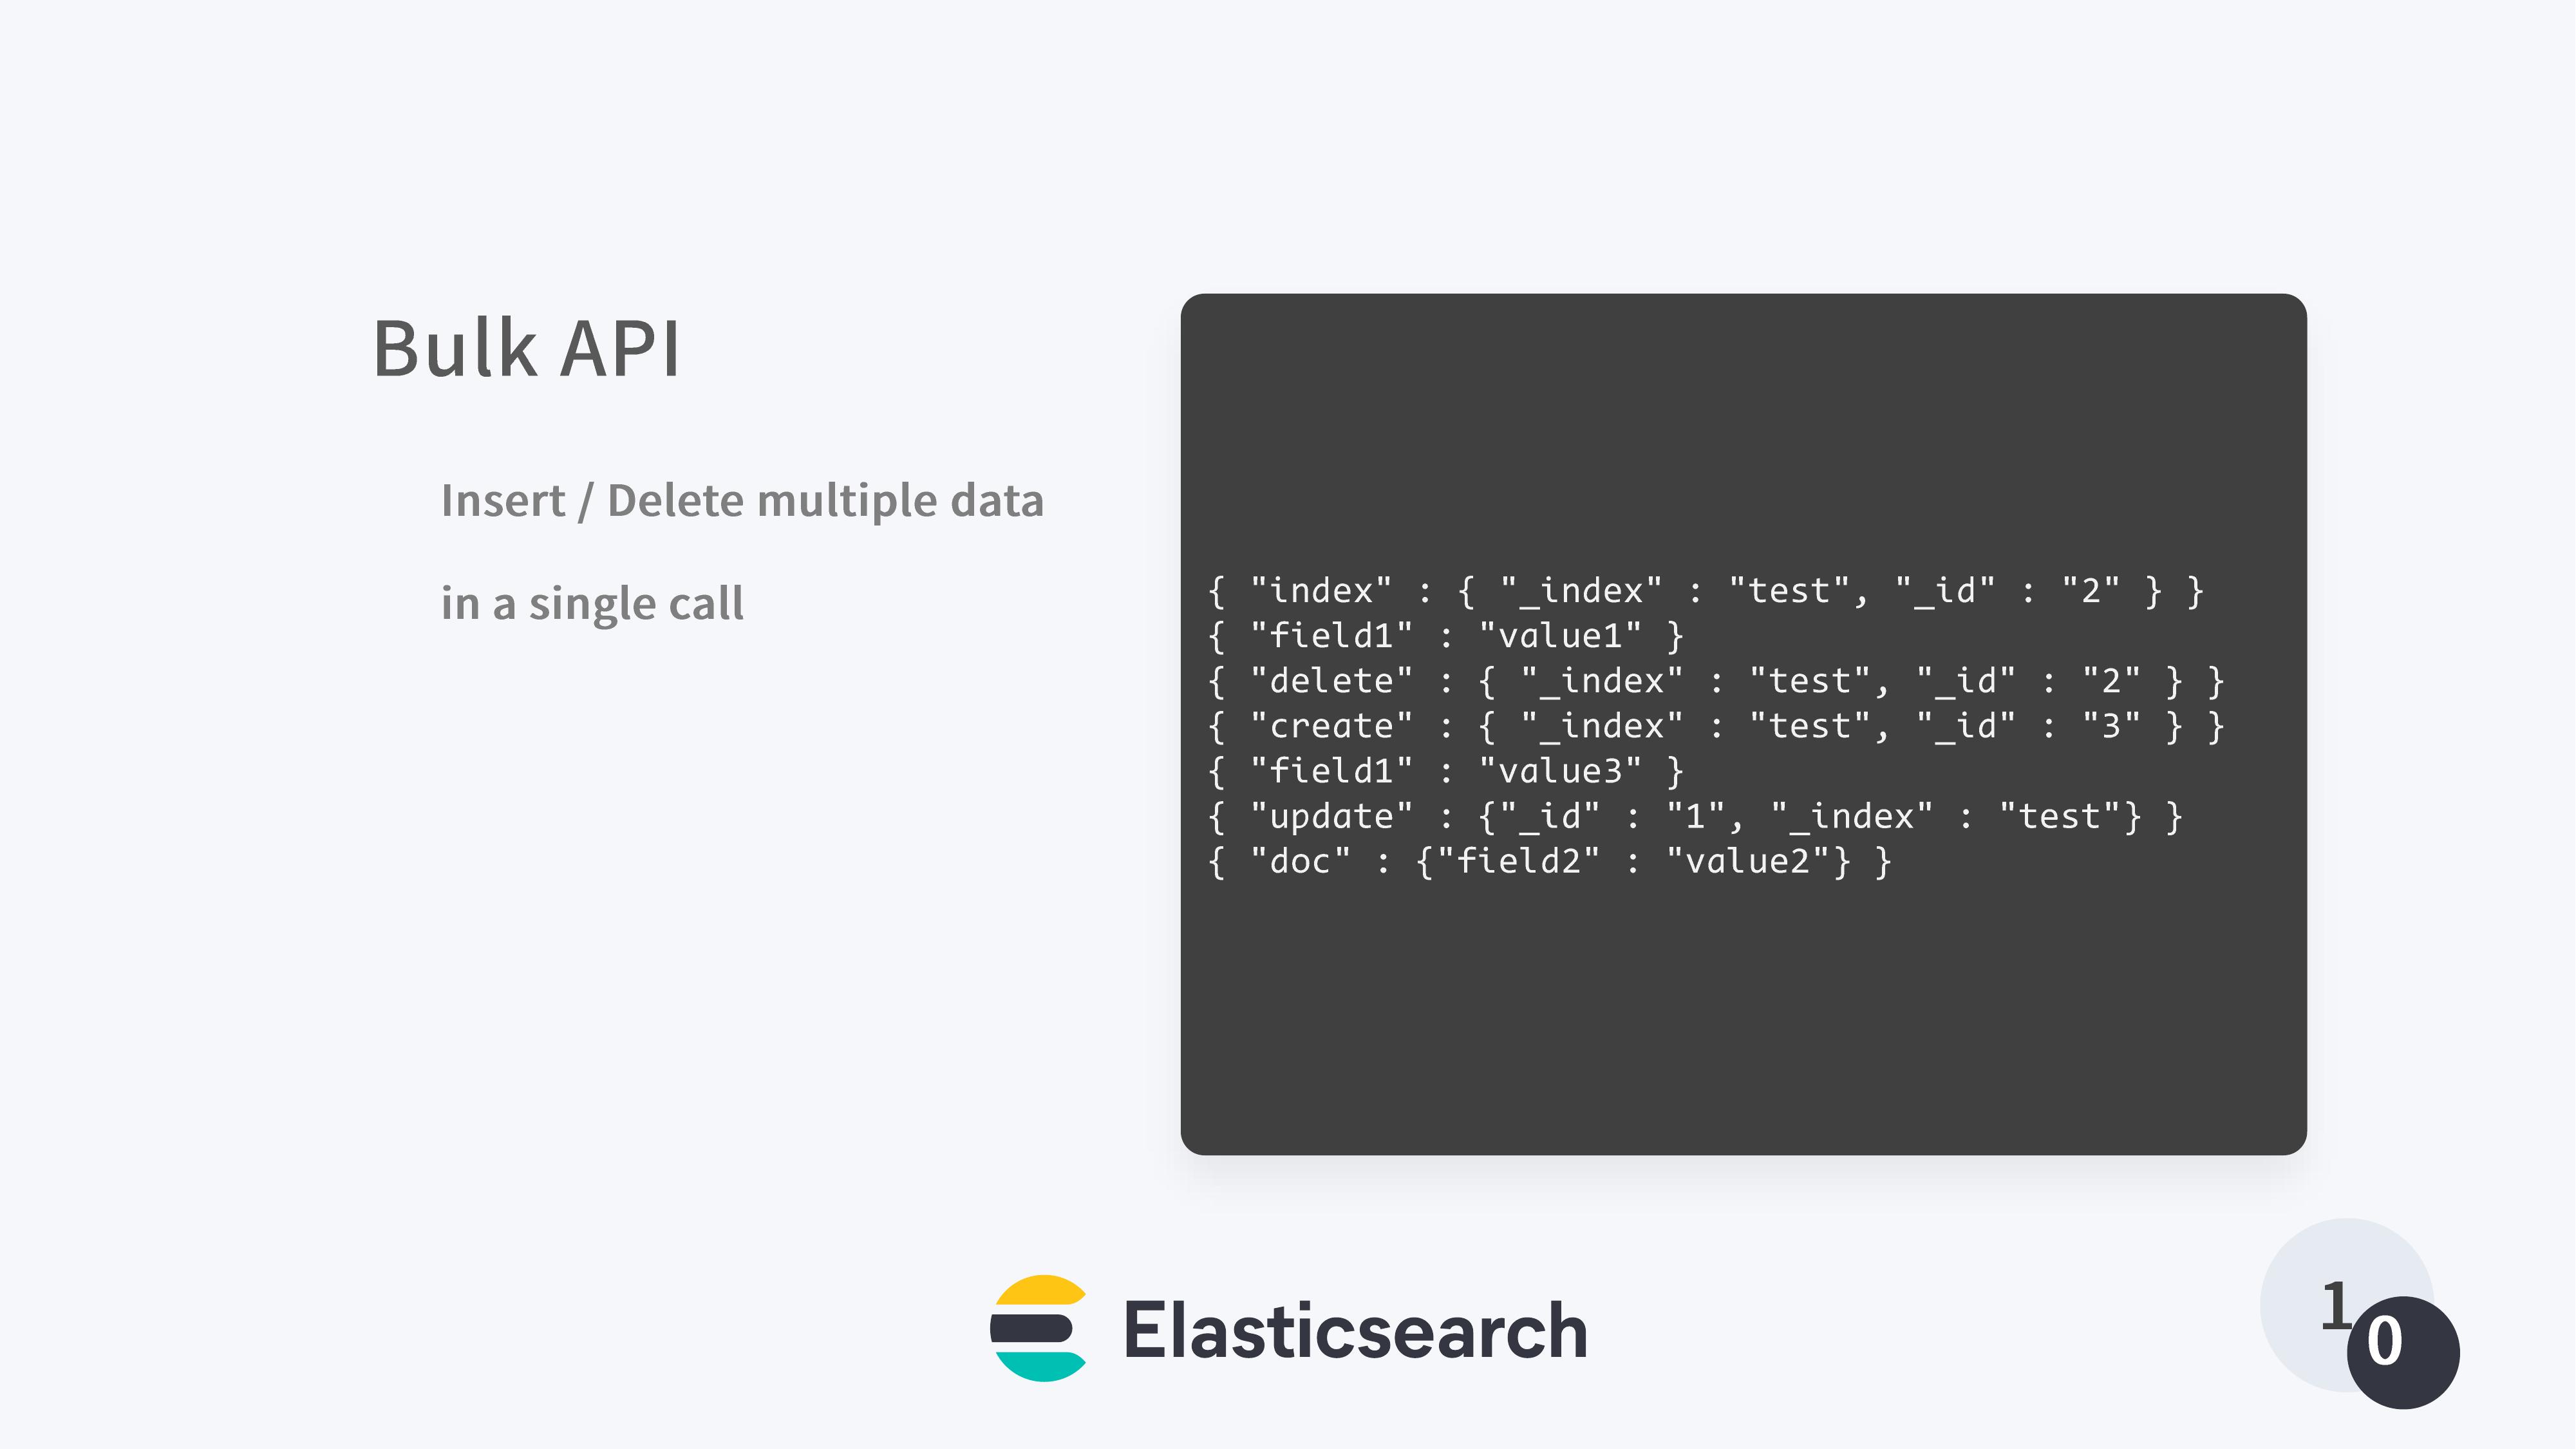 Bulk API
Insert / Delete multiple data
in a single call
{ "index" : { "_index" : "test", "_id" : "2" } }
{ "field1" : "value1" }
{ "delete" : { "_index" : "test", "_id" : "2" } }
{ "create" : { "_index" : "test", "_id" : "3" } }
{ "field1" : "value3" }
{ "update" : {"_id" : "1", "_index" : "test"} }
{ "doc" : {"field2" : "value2"} }
Elasticsearch
10